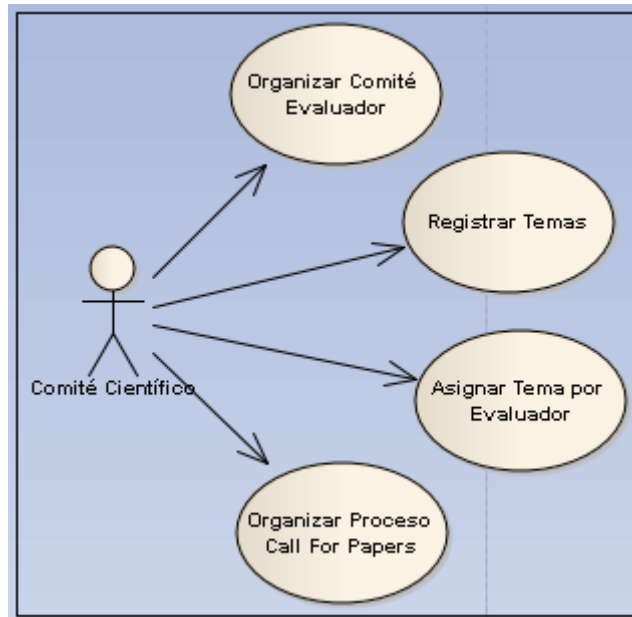 Organizar Comité
Evaluador
Registrar Temas
Comité Científico
Asignar Tema por
Evaluador
Organizar Proceso
Call For Papers